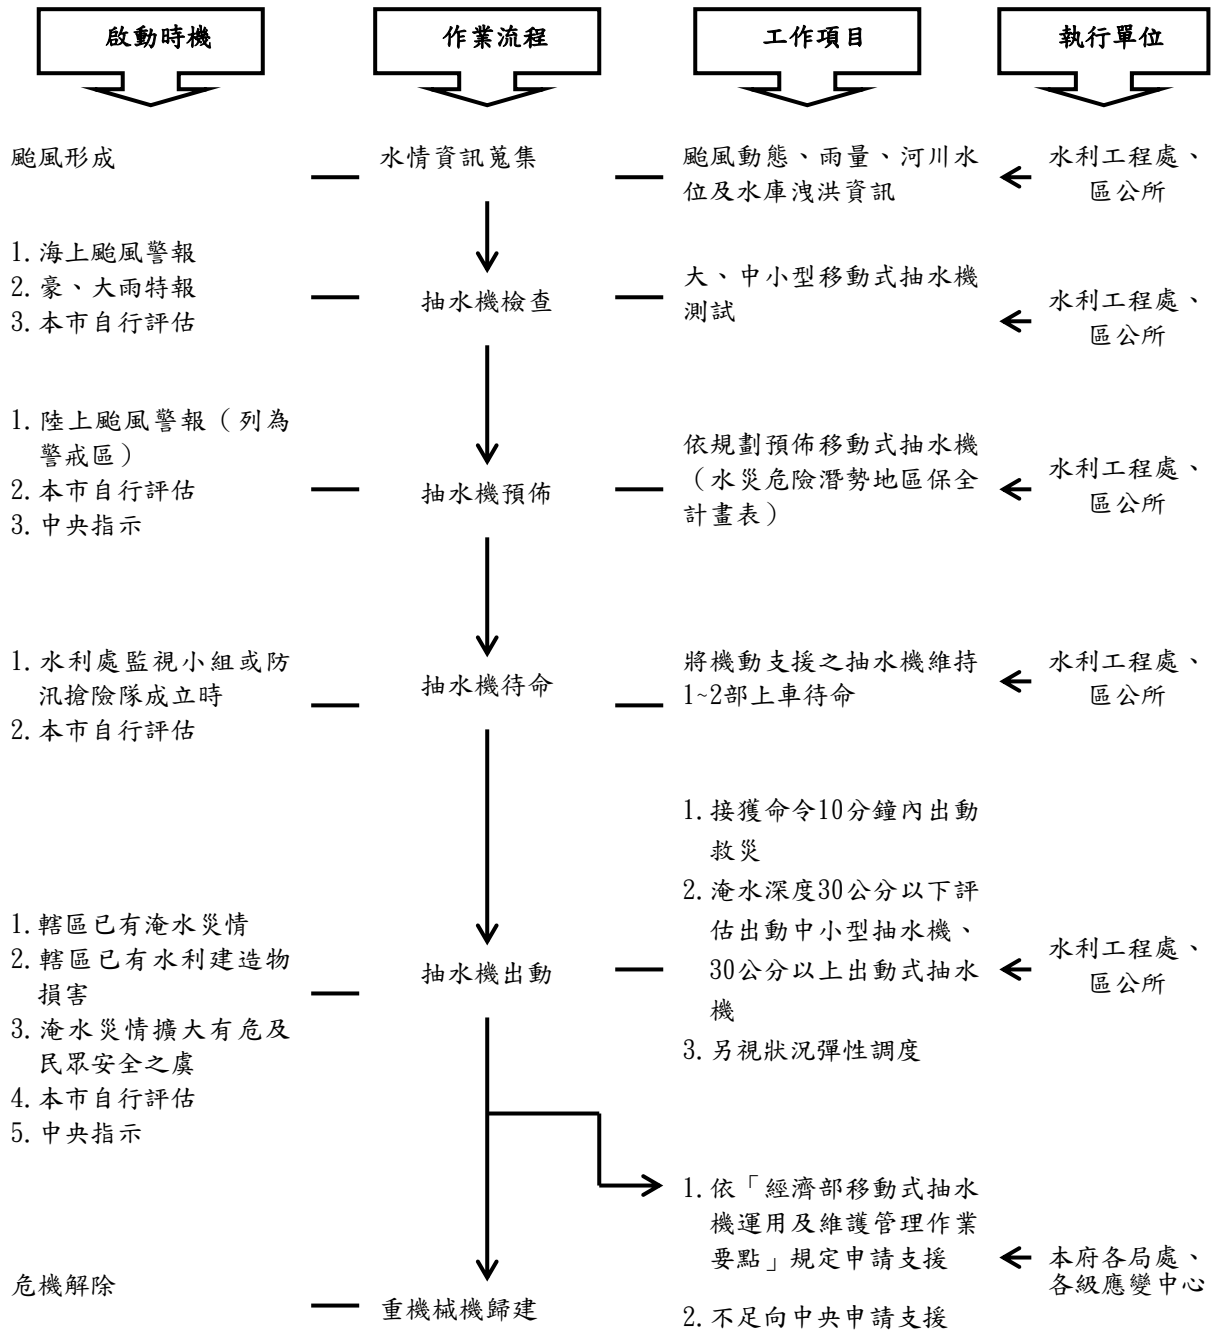 啟動時機
作業流程
工作項目
執行單位
颱風形成
水情資訊蒐集
颱風動態、雨量、河川水
位及水庫洩洪資訊
水利工程處、
區公所
1.海上颱風警報
2.豪、大雨特報
3.本市自行評估
抽水機檢查
大、中小型移動式抽水機
測試
水利工程處、
區公所
1.陸上颱風警報（列為
警戒區）
2.本市自行評估
3.中央指示
抽水機預佈
依規劃預佈移動式抽水機
（水災危險潛勢地區保全
計畫表）
水利工程處、
區公所
1.水利處監視小組或防
汛搶險隊成立時
2.本市自行評估
抽水機待命
將機動支援之抽水機維持
1~2部上車待命
水利工程處、
區公所
1.轄區已有淹水災情
2.轄區已有水利建造物
損害
3.淹水災情擴大有危及
民眾安全之虞
4.本市自行評估
5.中央指示
抽水機出動
1.接獲命令10分鐘內出動
救災
2.淹水深度30公分以下評
估出動中小型抽水機、
30公分以上出動式抽水
機
3.另視狀況彈性調度
水利工程處、
區公所
1.依「經濟部移動式抽水
機運用及維護管理作業
要點」規定申請支援
2.不足向中央申請支援
本府各局處、
各級應變中心
危機解除
重機械機歸建